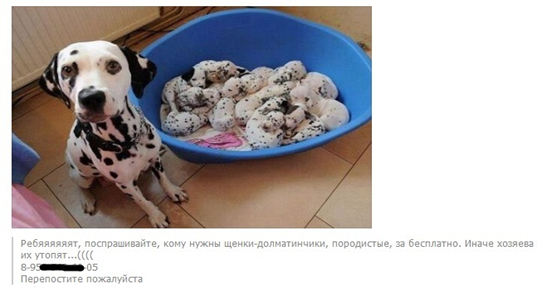 Ребяяяяяят, поспрашивайте, кому нужны щенки-долматинчики, породистые, за бесплатно. Иначе хозяева
их утопят...((((
8-95 -05
Перепостите пожалуйста